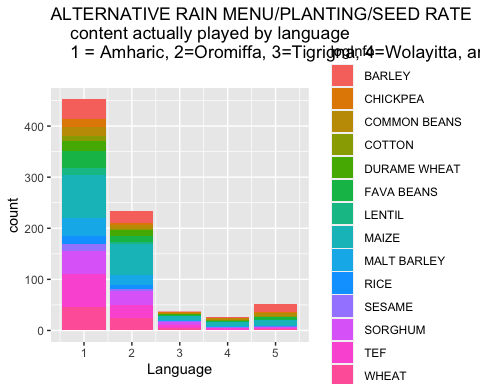 ALTERNATIVE RAIN MENU/PLANTING/SEED RATE
content actually played by language
1 = Amharic, 2=Oromiffa, 3=Tigrigna, 4=Wolayitta, an
BARLEY
CHICKPEA
COMMON BEANS
COTTON
DURAME WHEAT
FAVA BEANS
LENTIL
MAIZE
MALT BARLEY
RICE
SESAME
SORGHUM
TEF
WHEAT
count
400
300
200
100
0
1 2 3 4 5
Language